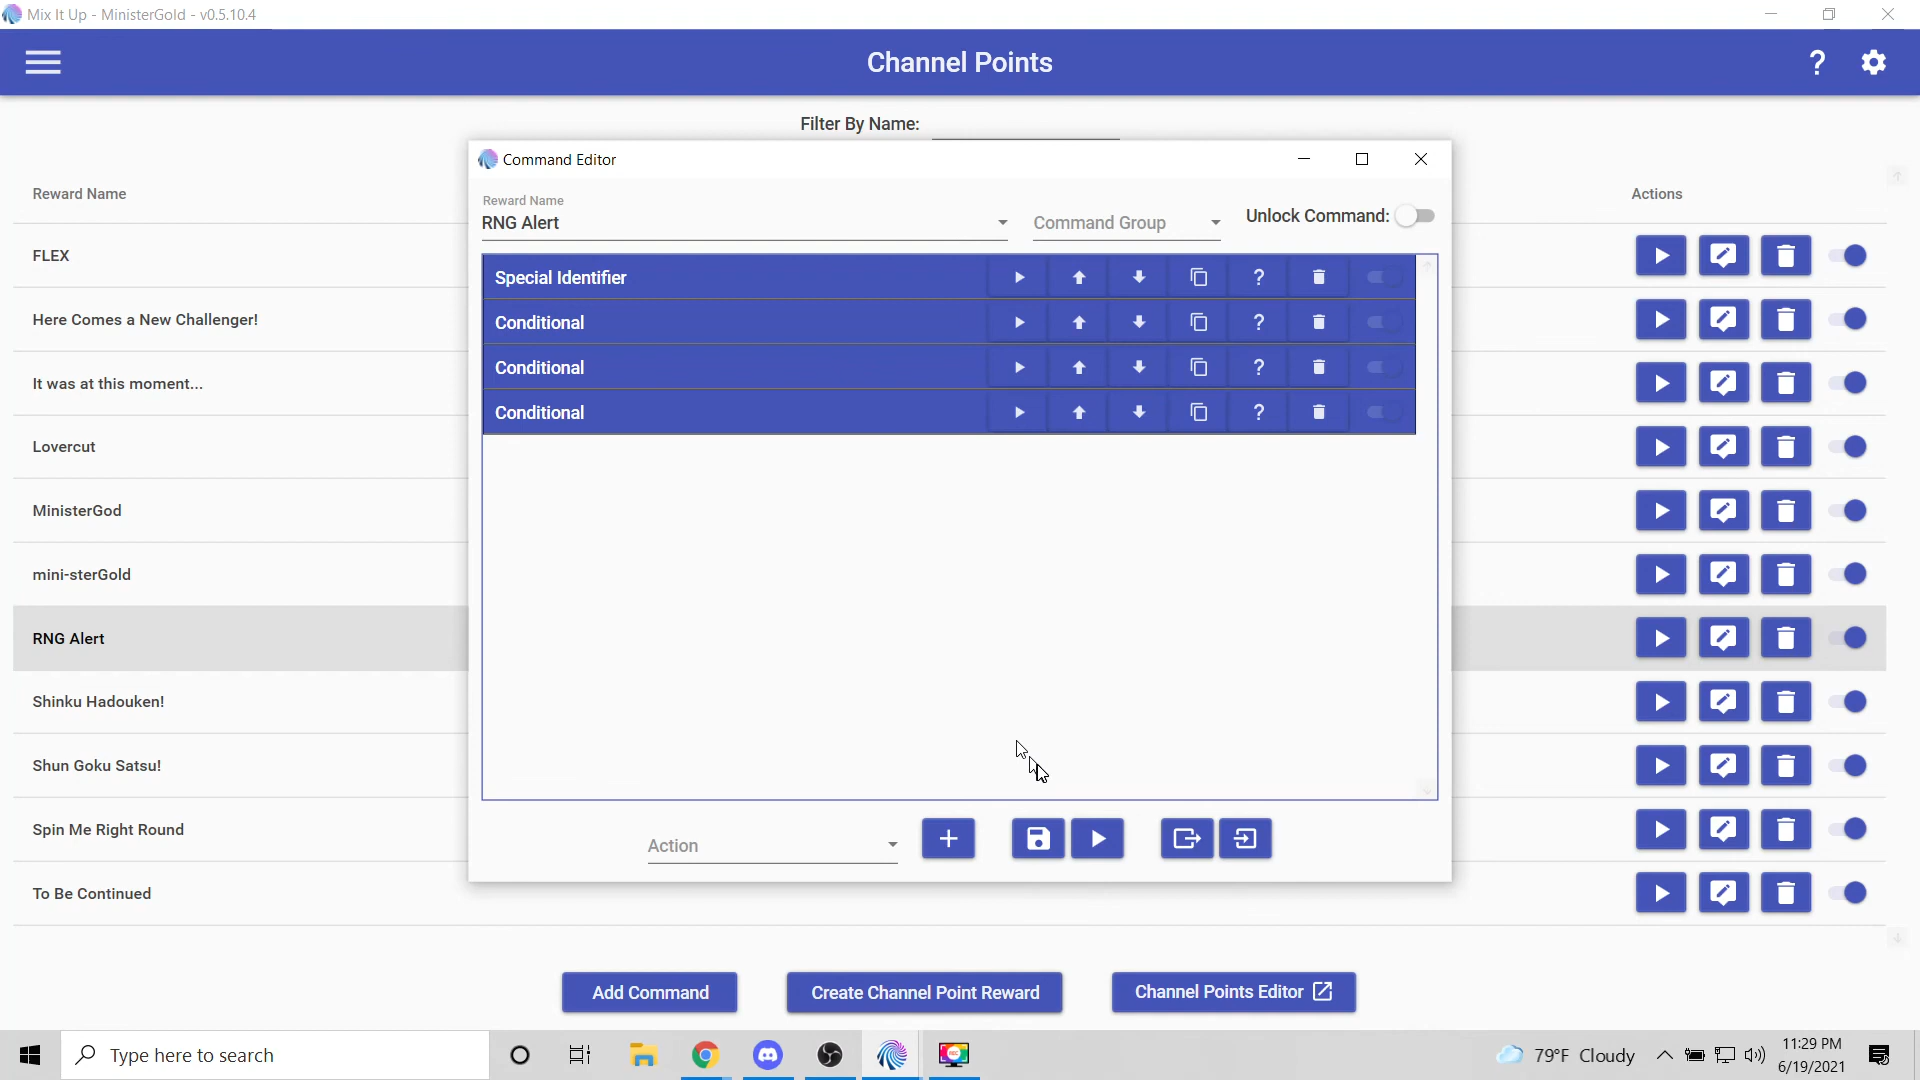 Mix It Up - MinisterGold - v0.5.10.4
Channel Points
?
Filter By Name:
Reward Name
Actions
FLEX
Here Comes a New Challenger!
It was at this moment...
Lovercut
MinisterGod
mini-sterGold
RNG Alert
Shinku Hadouken!
Shun Goku Satsu!
Spin Me Right Round
To Be Continued
Command Editor
Reward Name
RNG Alert
Command Group
Unlock Command:
Special Identifier
?
Conditional
?
Conditional
?
Conditional
?
Action
Add Command
Create Channel Point Reward
Channel Points Editor
Type here to search
79°F Cloudy
11:29 PM
6/19/2021